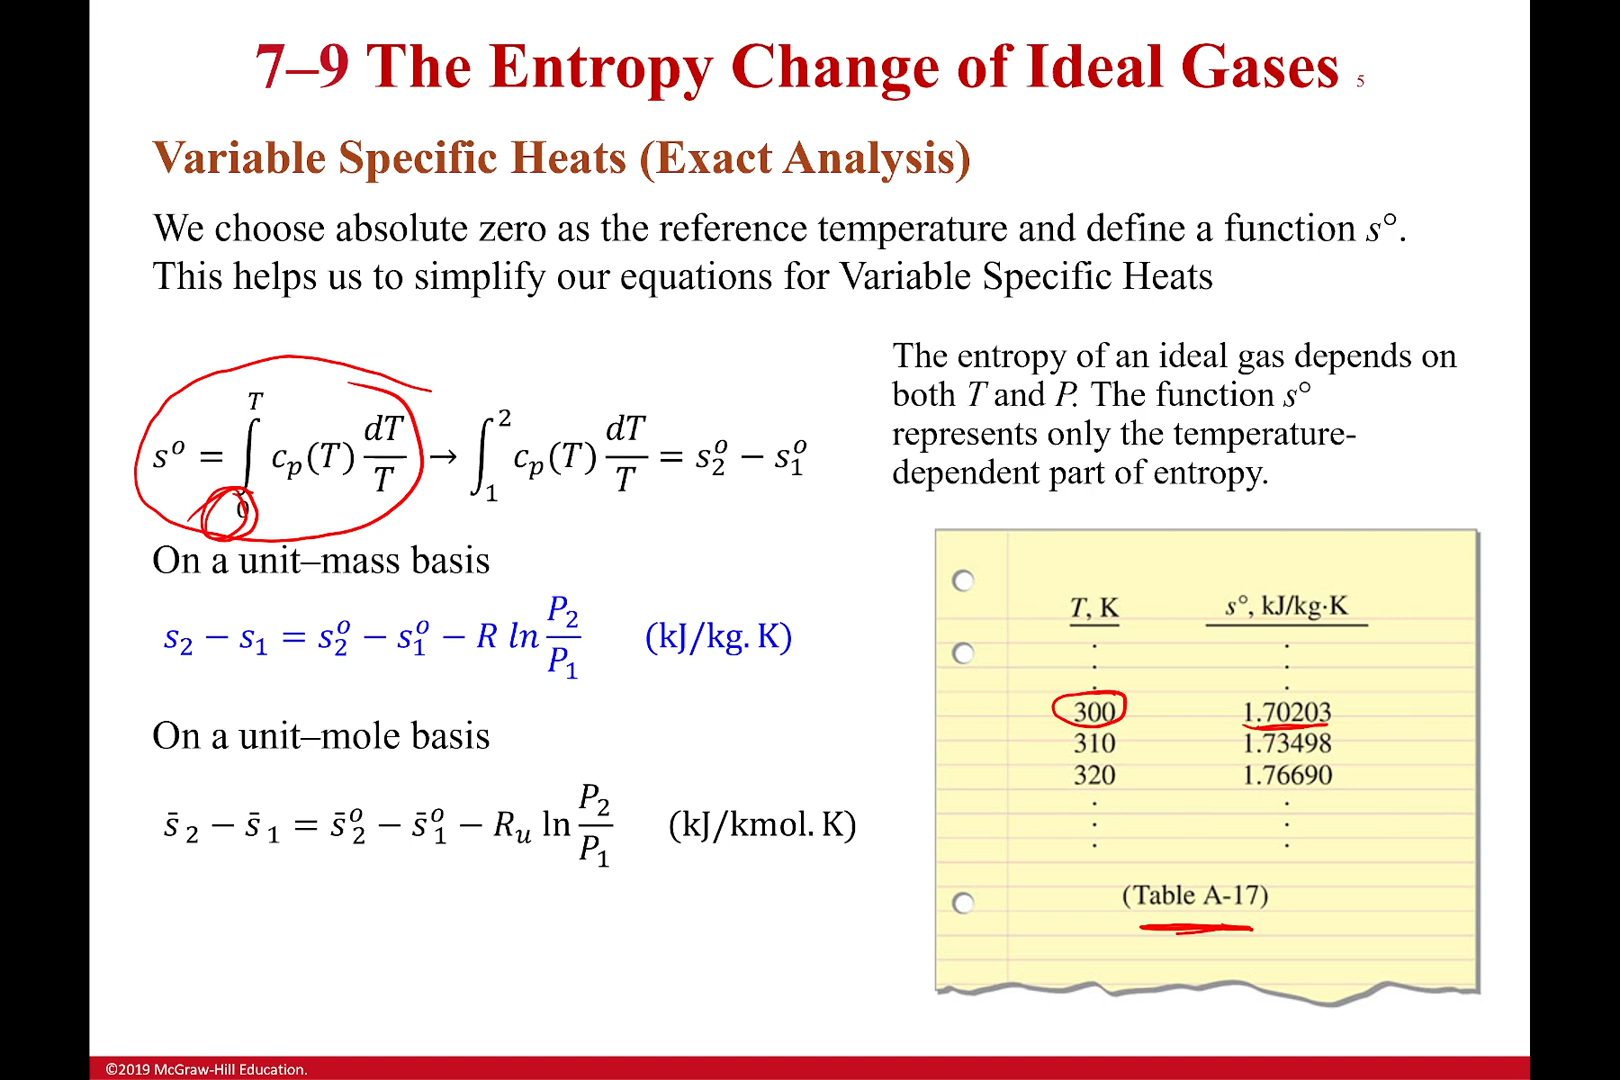 7–9 The Entropy Change of Ideal Gases 5
Variable Specific Heats (Exact Analysis)
We choose absolute zero as the reference temperature and define a function s°.
This helps us to simplify our equations for Variable Specific Heats
s^o = ∫_0^T c_p(T) dT/T → ∫_1^2 c_p(T) dT/T = s_2^o − s_1^o
The entropy of an ideal gas depends on
both T and P. The function s°
represents only the temperature-
dependent part of entropy.
On a unit–mass basis
s_2 − s_1 = s_2^o − s_1^o − R ln P_2/P_1 (kJ/kg. K)
On a unit–mole basis
s̄_2 − s̄_1 = s̄_2^o − s̄_1^o − R_u ln P_2/P_1 (kJ/kmol. K)
T, K s°, kJ/kg·K
. .
. .
. .
300 1.70203
310 1.73498
320 1.76690
. .
. .
. .
(Table A-17)
©2019 McGraw-Hill Education.